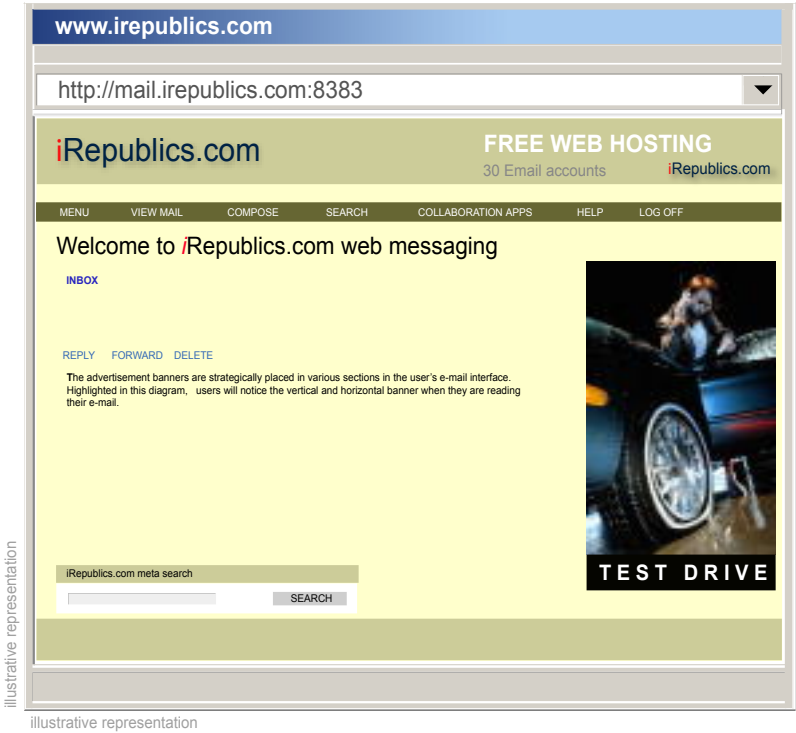 www.irepublics.com
http://mail.irepublics.com:8383
iRepublics.com
FREE WEB HOSTING
30 Email accounts
iRepublics.com
MENU VIEW MAIL COMPOSE SEARCH COLLABORATION APPS HELP LOG OFF
Welcome to iRepublics.com web messaging
INBOX
REPLY FORWARD DELETE
The advertisement banners are strategically placed in various sections in the user's e-mail interface.
Highlighted in this diagram, users will notice the vertical and horizontal banner when they are reading
their e-mail.
TEST DRIVE
iRepublics.com meta search
SEARCH
illustrative representation
illustrative representation